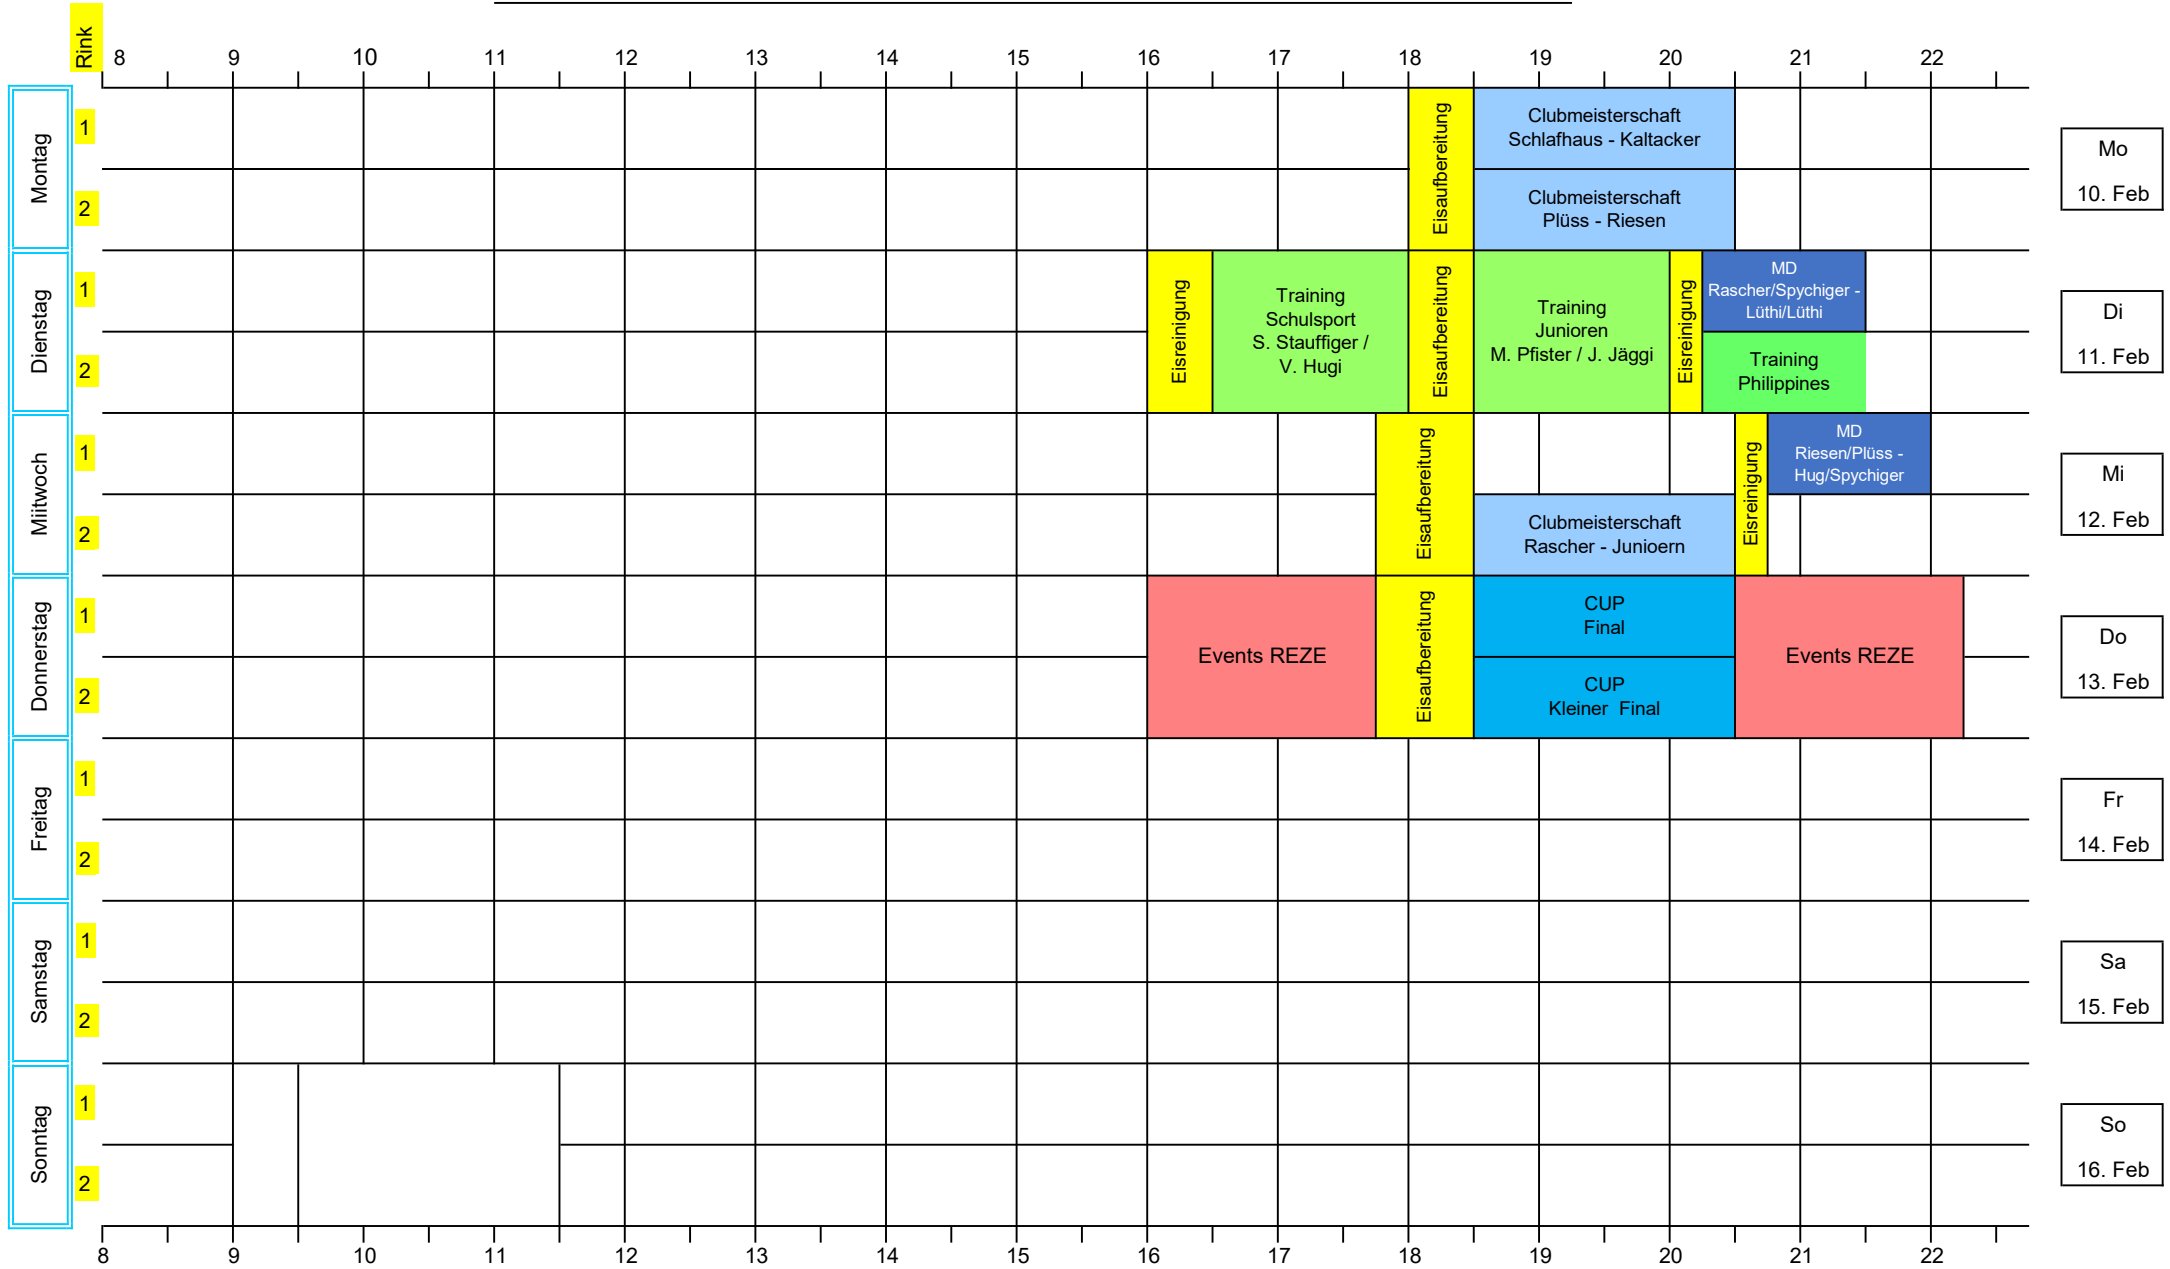 Rink
8 9 10 11 12 13 14 15 16 17 18 19 20 21 22
Montag
1
2
Eisaufbereitung
Clubmeisterschaft
Schlafhaus - Kaltacker
Clubmeisterschaft
Plüss - Riesen
Mo
10. Feb
Dienstag
1
2
Eisreinigung
Training
Schulsport
S. Stauffiger /
V. Hugi
Eisaufbereitung
Training
Junioren
M. Pfister / J. Jäggi
Eisreinigung
MD
Rascher/Spychiger -
Lüthi/Lüthi
Training
Philippines
Di
11. Feb
Miitwoch
1
2
Eisaufbereitung
Clubmeisterschaft
Rascher - Junioern
Eisreinigung
MD
Riesen/Plüss -
Hug/Spychiger
Mi
12. Feb
Donnerstag
1
2
Events REZE
Eisaufbereitung
CUP
Final
CUP
Kleiner Final
Events REZE
Do
13. Feb
Freitag
1
2
Fr
14. Feb
Samstag
1
2
Sa
15. Feb
Sonntag
1
2
So
16. Feb
8 9 10 11 12 13 14 15 16 17 18 19 20 21 22